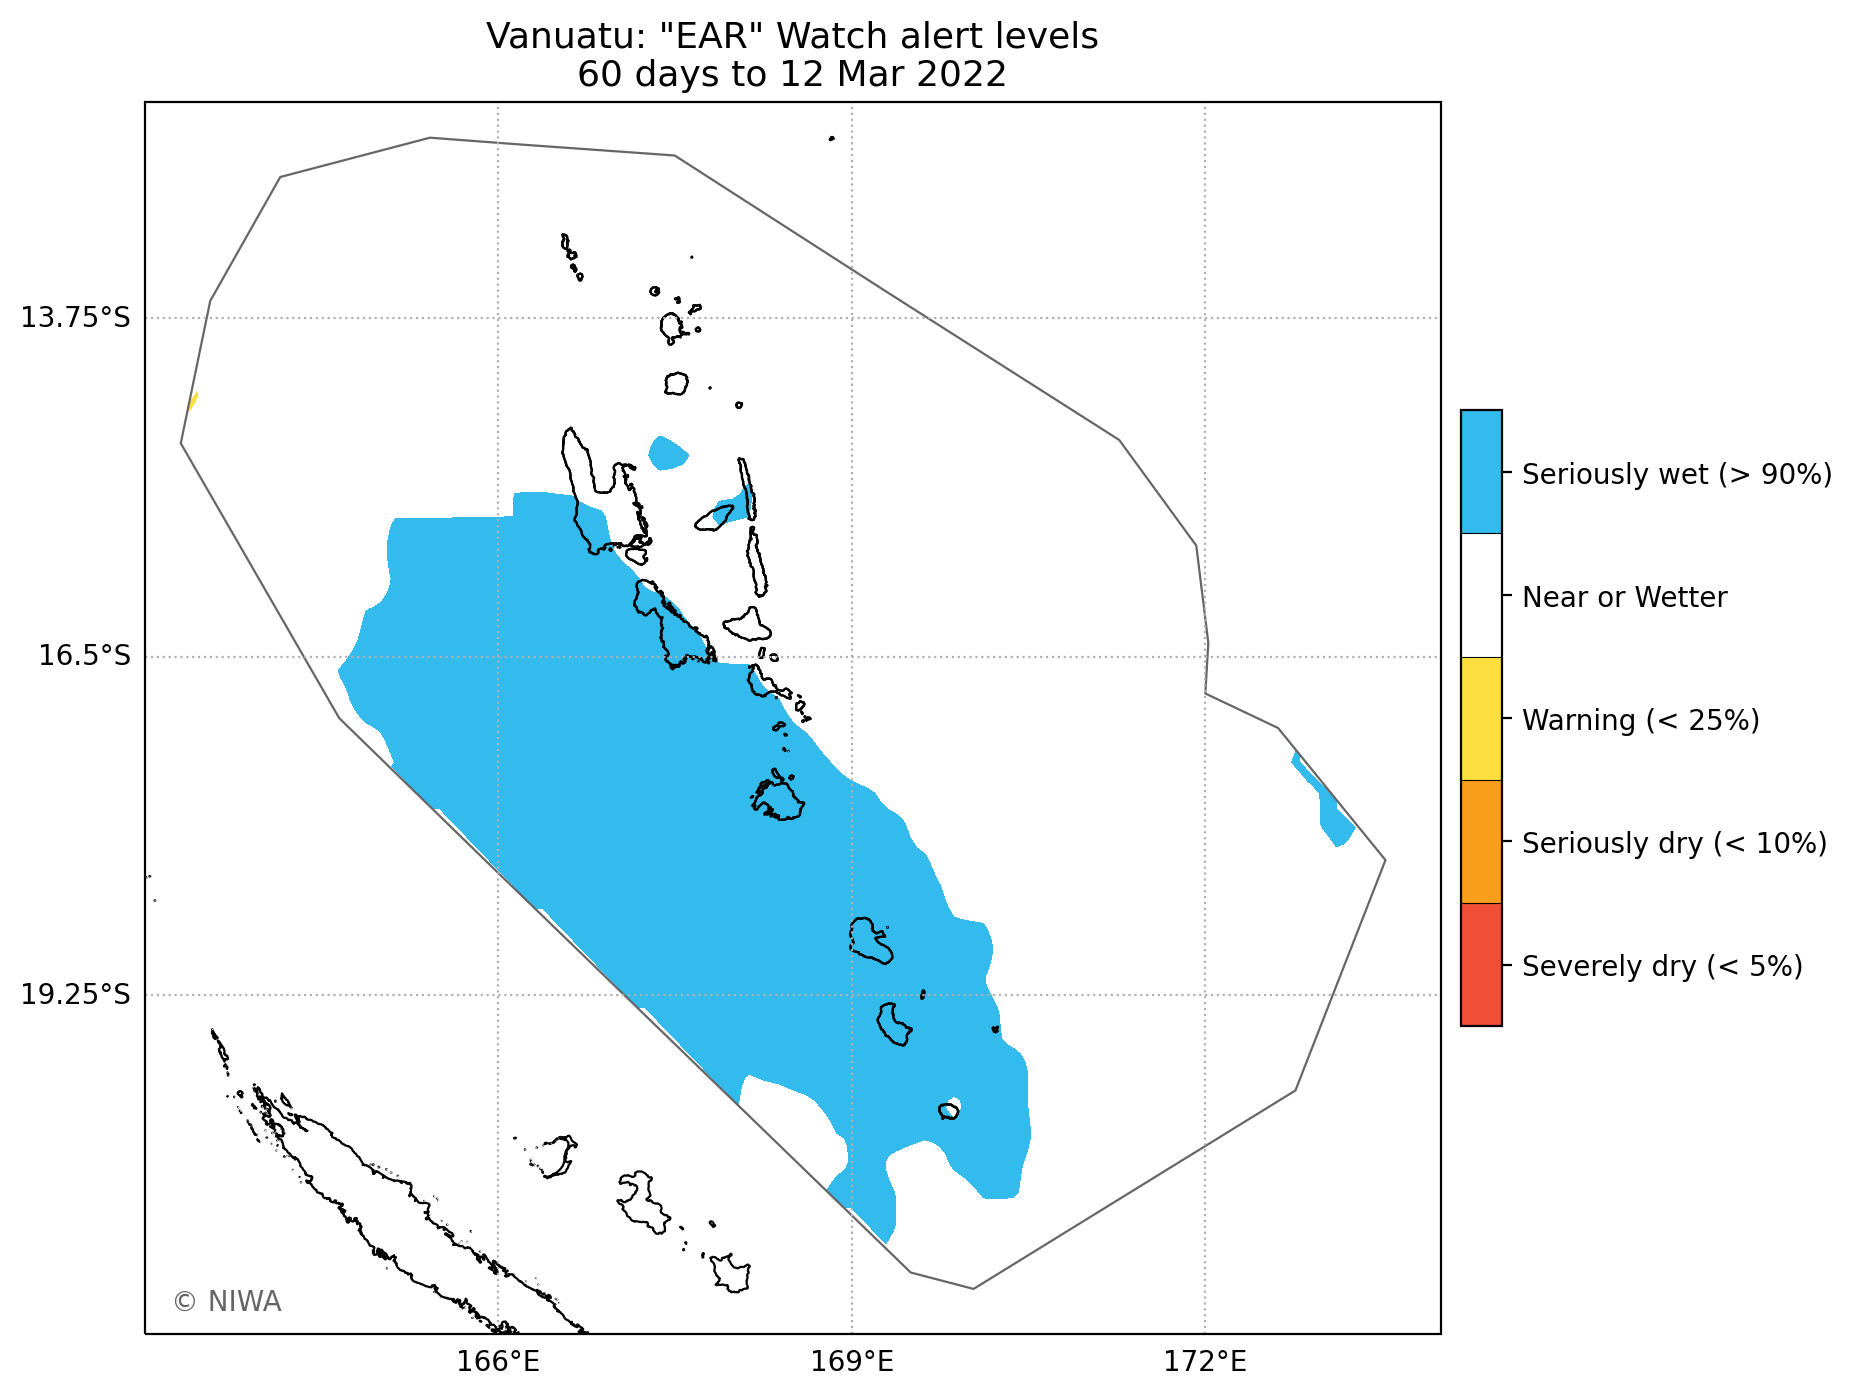 Vanuatu: "EAR" Watch alert levels
60 days to 12 Mar 2022
13.75°S
16.5°S
19.25°S
166°E
169°E
172°E
Seriously wet (> 90%)
Near or Wetter
Warning (< 25%)
Seriously dry (< 10%)
Severely dry (< 5%)
© NIWA